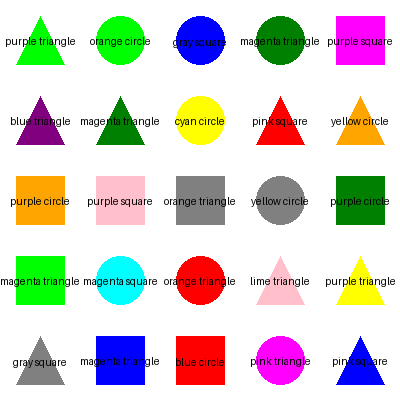 purple triangle orange circle gray square magenta triangle purple square
blue triangle magenta triangle cyan circle pink square yellow circle
purple circle purple square orange triangle yellow circle purple circle
magenta triangle magenta square orange triangle lime triangle purple triangle
gray square magenta triangle blue circle pink triangle pink square